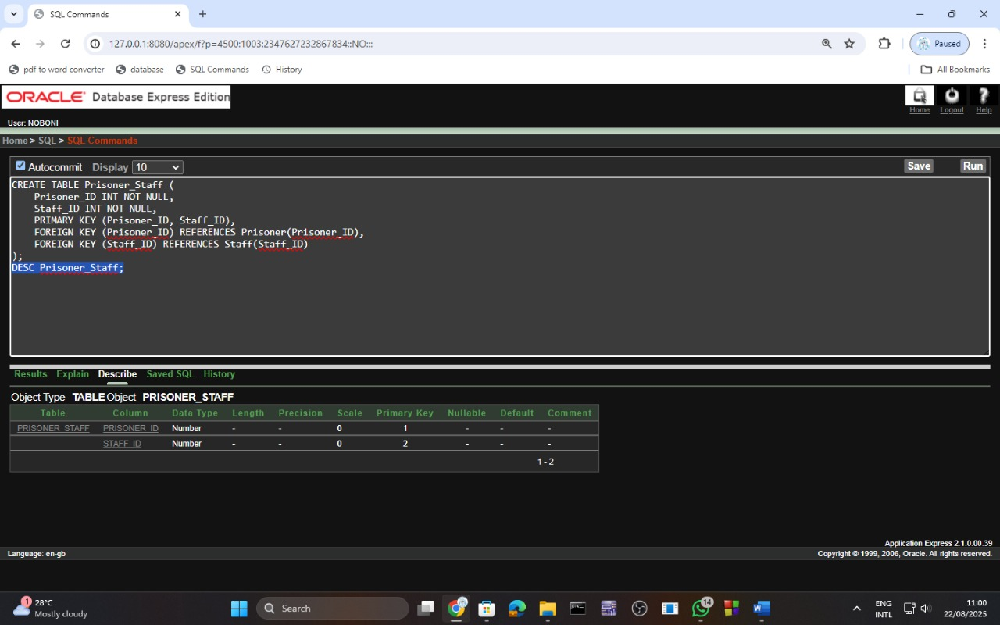 SQL Commands
127.0.0.1:8080/apex/f?p=4500:1003:2347627232867834::NO:::
Paused
pdf to word converter
database
SQL Commands
History
All Bookmarks
ORACLE Database Express Edition
Home
Logout
Help
User: NOBONI
Home > SQL > SQL Commands
Autocommit Display 10
Save
Run
CREATE TABLE Prisoner_Staff (
Prisoner_ID INT NOT NULL,
Staff_ID INT NOT NULL,
PRIMARY KEY (Prisoner_ID, Staff_ID),
FOREIGN KEY (Prisoner_ID) REFERENCES Prisoner(Prisoner_ID),
FOREIGN KEY (Staff_ID) REFERENCES Staff(Staff_ID)
);
DESC Prisoner_Staff;
Results Explain Describe Saved SQL History
Object Type TABLE Object PRISONER_STAFF
Table Column Data Type Length Precision Scale Primary Key Nullable Default Comment
PRISONER_STAFF PRISONER_ID Number - - 0 1 - - -
STAFF_ID Number - - 0 2 - - -
1 - 2
Application Express 2.1.0.00.39
Language: en-gb
Copyright © 1999, 2006, Oracle. All rights reserved.
1
28°C
Mostly cloudy
Search
14
ENG
INTL
11:00
22/08/2025